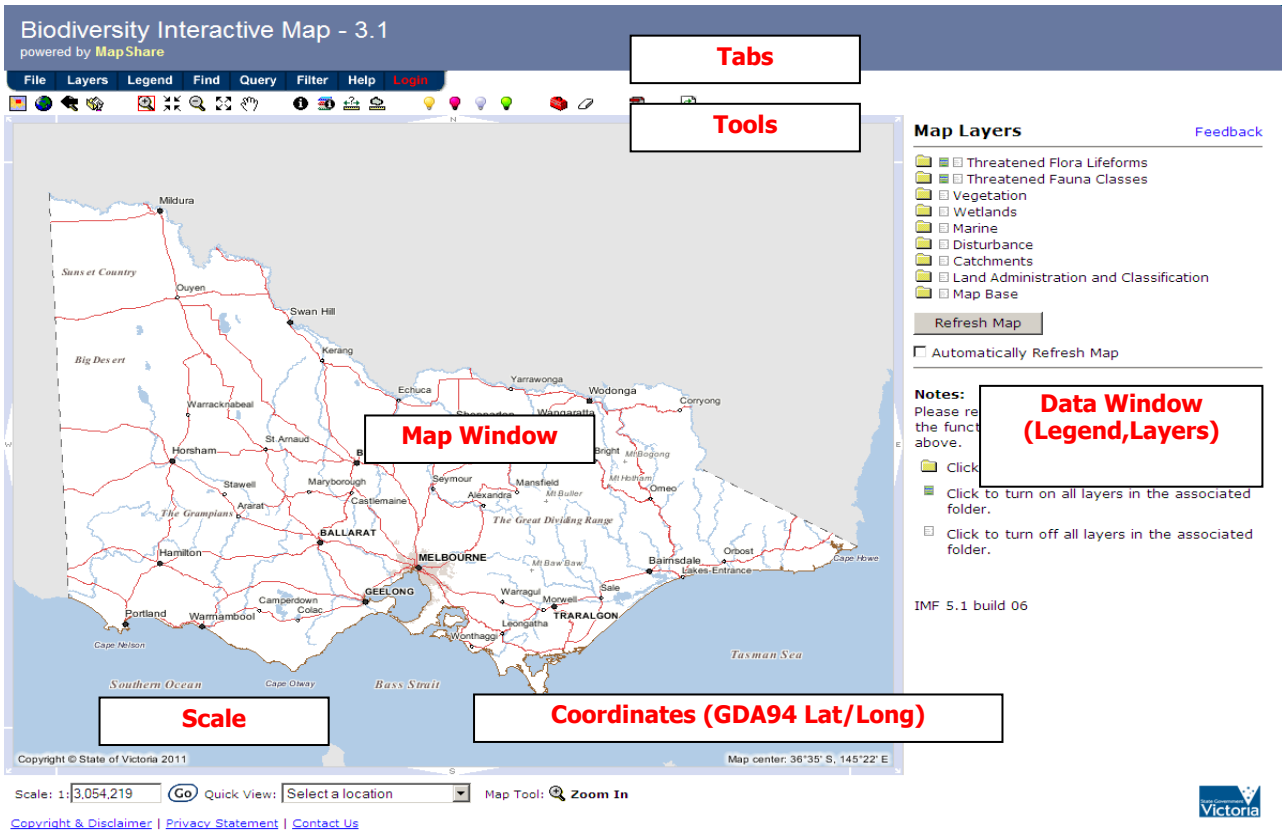 Biodiversity Interactive Map - 3.1
powered by MapShare
Tabs
File Layers Legend Find Query Filter Help Login
Tools
N
Map Layers Feedback
Threatened Flora Lifeforms
Threatened Fauna Classes
Vegetation
Wetlands
Marine
Disturbance
Catchments
Land Administration and Classification
Map Base
Refresh Map
Automatically Refresh Map
Notes:
Please re
the funct
above.
Data Window
(Legend,Layers)
Click
Click to turn on all layers in the associated
folder.
Click to turn off all layers in the associated
folder.
IMF 5.1 build 06
Mildura
Sunset Country
Ouyen
Swan Hill
Big Desert
Kerang
Echuca
Yarrawonga
Wodonga
Corryong
Warracknabeal
Shepparton
Wangaratta
Map Window
St Arnaud
B
Horsham
Bright
Mt Bogong
W
E
Stawell
Maryborough
Seymour
Mansfield
Mt Hotham
Castlemaine
Alexandra
Mt Buller
Omeo
Ararat
The Grampians
The Great Dividing Range
BALLARAT
Hamilton
MELBOURNE
Mt Baw Baw
Bairnsdale
Orbost
Cape Howe
Lakes Entrance
GEELONG
Camperdown
Colac
Warragul
Morwell
Sale
Portland
Warrnambool
Leongatha
TRARALGON
Wonthaggi
Cape Nelson
Tasman Sea
Southern Ocean
Cape Otway
Bass Strait
Scale
Coordinates (GDA94 Lat/Long)
Copyright © State of Victoria 2011
Map center: 36°35' S, 145°22' E
S
Scale: 1: 3,054,219 Go Quick View: Select a location Map Tool: Zoom In
State Government
Victoria
Copyright & Disclaimer | Privacy Statement | Contact Us